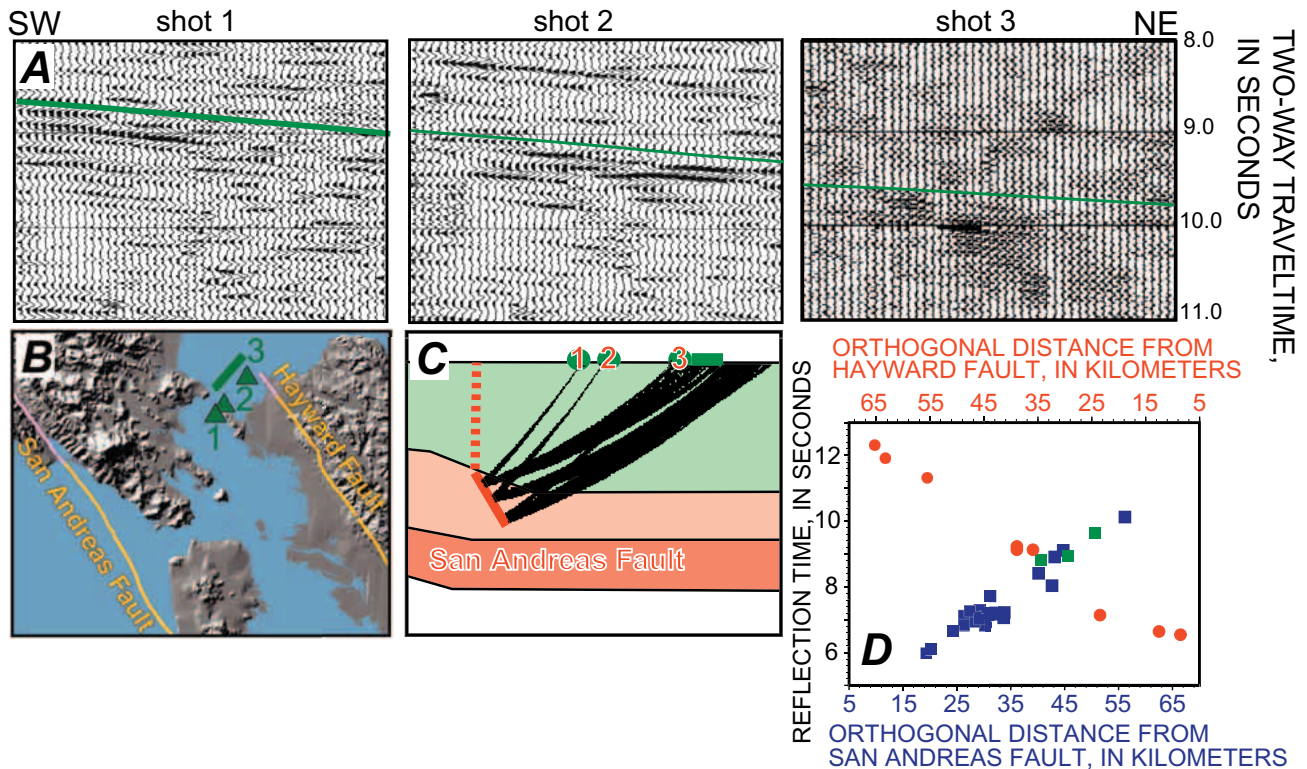 SW
shot 1
shot 2
shot 3
NE
A
8.0
9.0
10.0
11.0
TWO-WAY TRAVELTIME,
IN SECONDS
B
3
2
1
Hayward Fault
San Andreas Fault
C
1
2
3
San Andreas Fault
ORTHOGONAL DISTANCE FROM
HAYWARD FAULT, IN KILOMETERS
65 55 45 35 25 15 5
REFLECTION TIME, IN SECONDS
12
10
8
6
D
5 15 25 35 45 55 65
ORTHOGONAL DISTANCE FROM
SAN ANDREAS FAULT, IN KILOMETERS